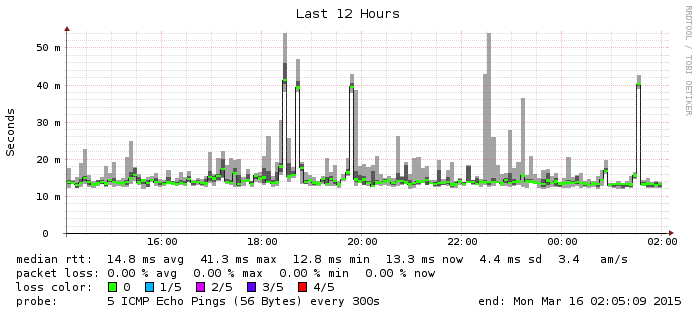 Last 12 Hours
RRDTOOL / TOBI OETIKER
Seconds
50 m
40 m
30 m
20 m
10 m
0
16:00 18:00 20:00 22:00 00:00 02:00
median rtt: 14.8 ms avg 41.3 ms max 12.8 ms min 13.3 ms now 4.4 ms sd 3.4 am/s
packet loss: 0.00 % avg 0.00 % max 0.00 % min 0.00 % now
loss color: 0 1/5 2/5 3/5 4/5
probe: 5 ICMP Echo Pings (56 Bytes) every 300s end: Mon Mar 16 02:05:09 2015